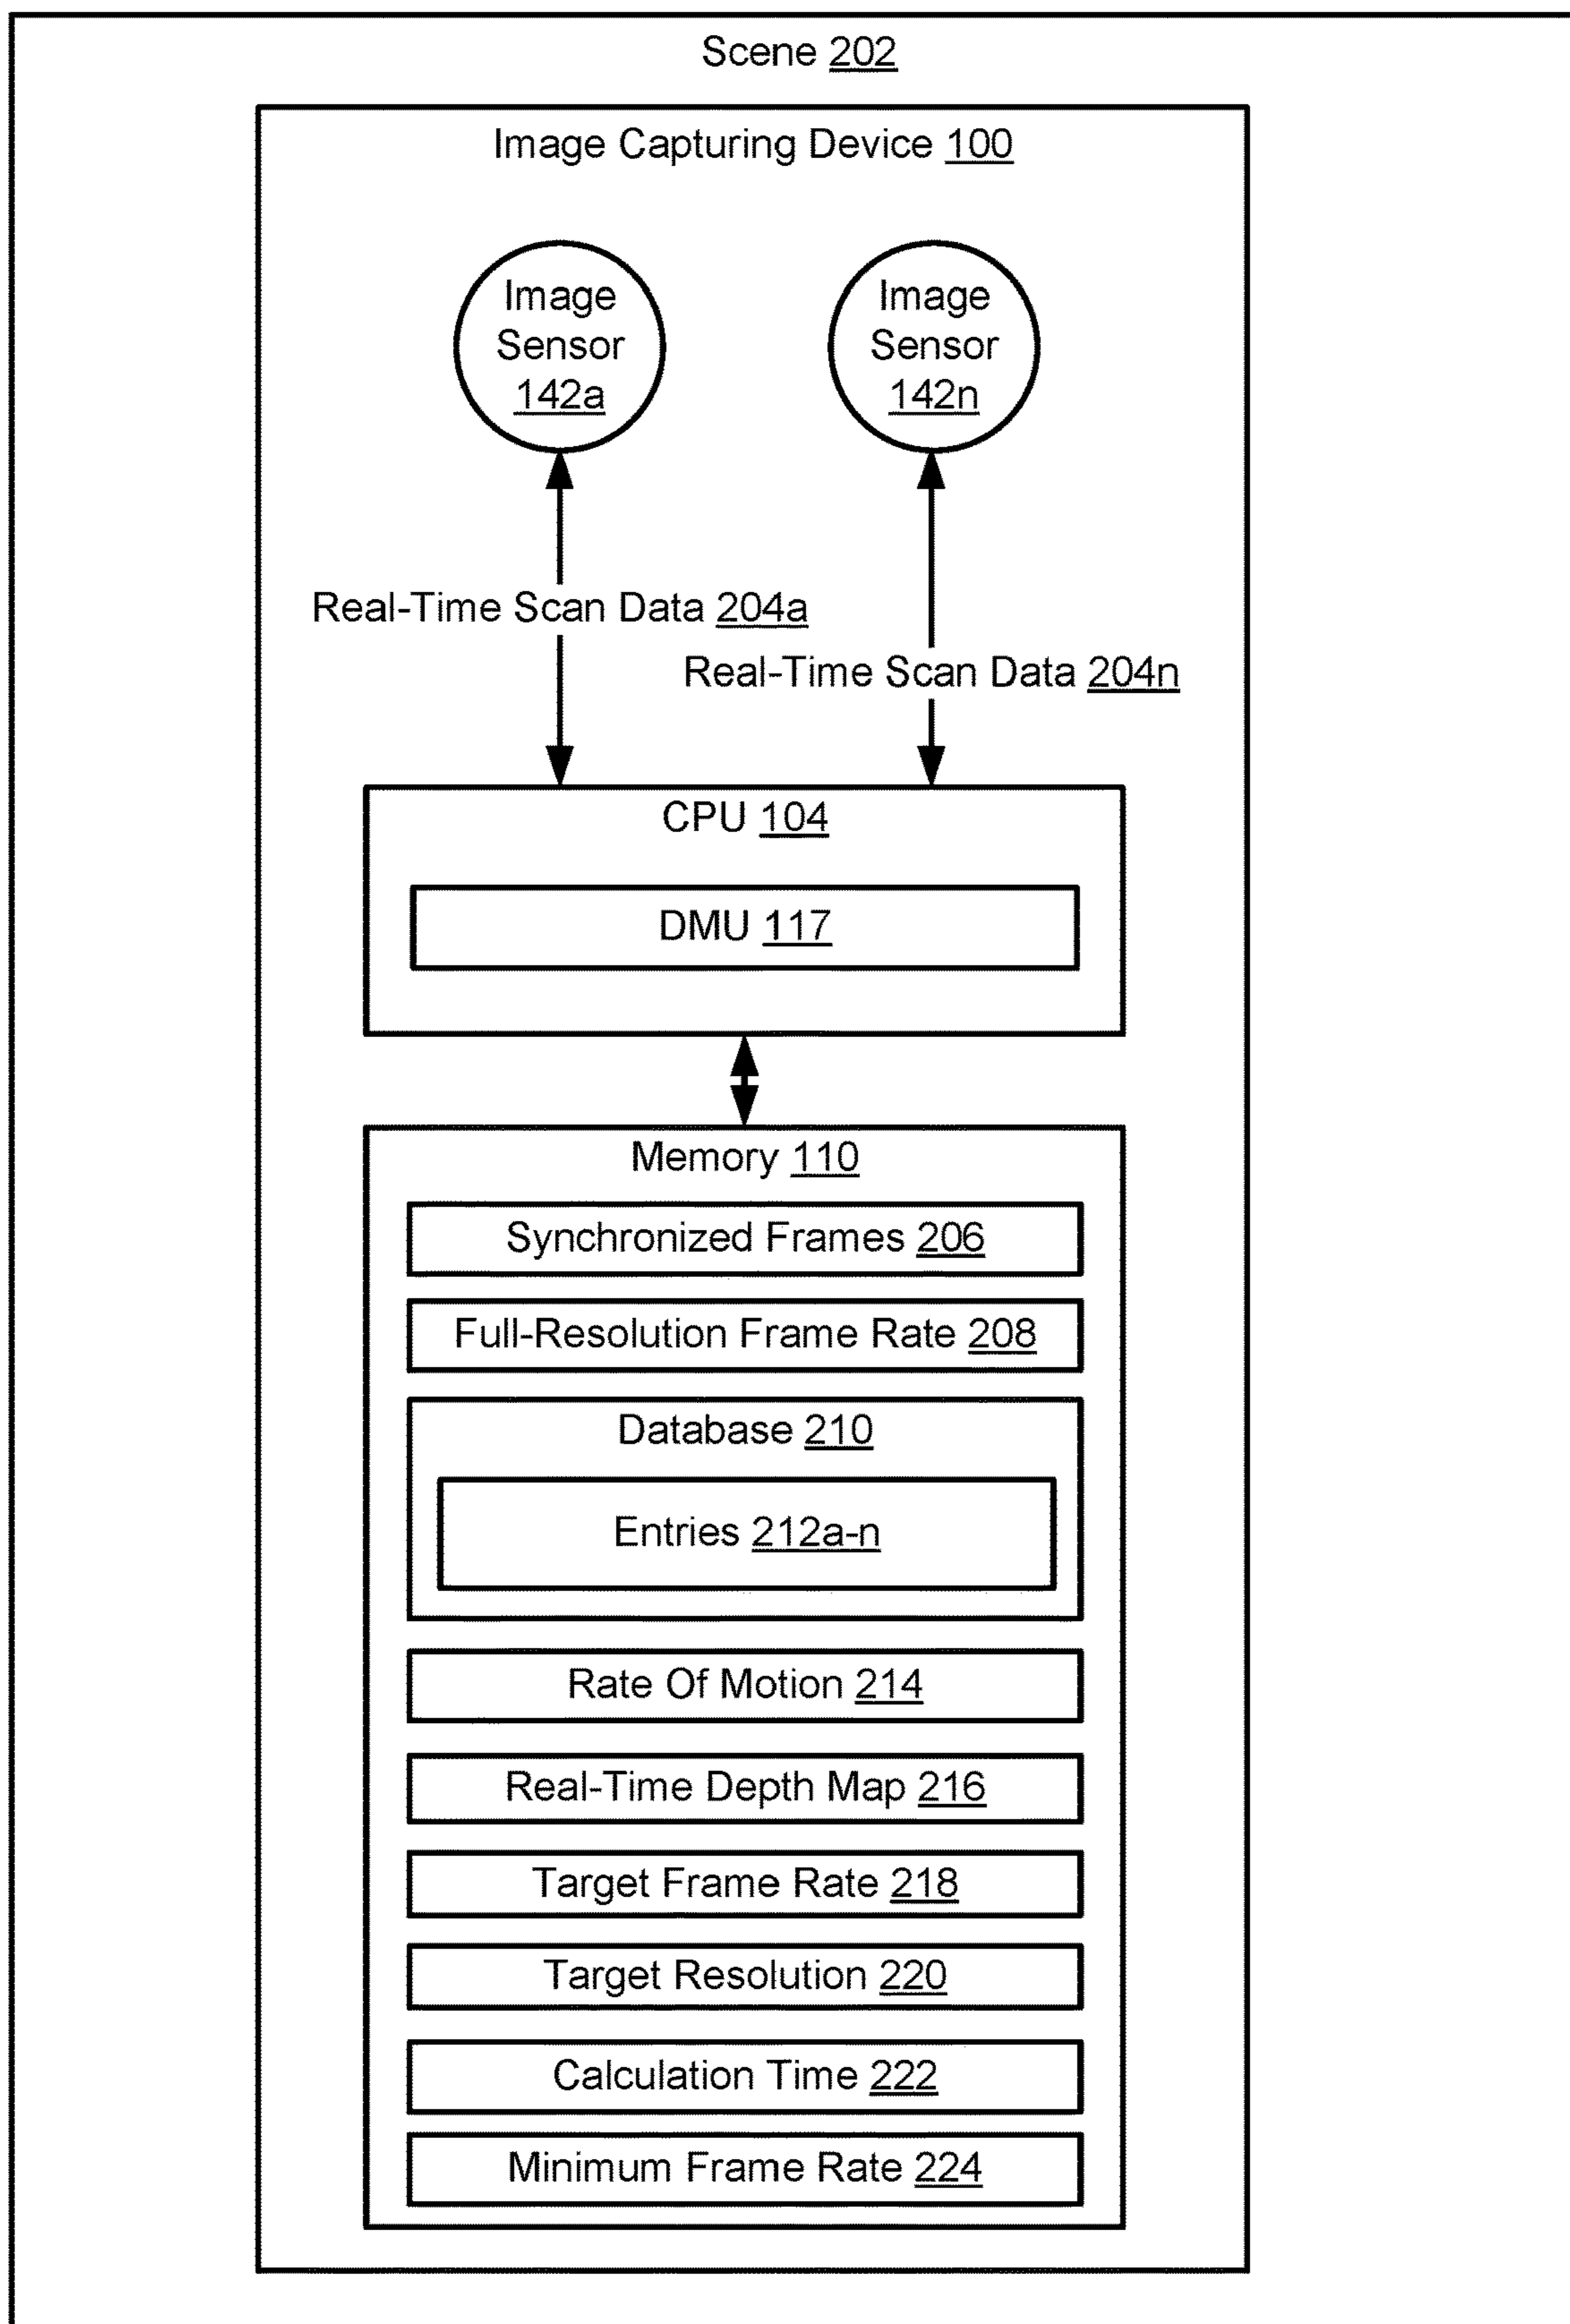 Scene 202
Image Capturing Device 100
Image
Sensor
142a
Image
Sensor
142n
Real-Time Scan Data 204a
Real-Time Scan Data 204n
CPU 104
DMU 117
Memory 110
Synchronized Frames 206
Full-Resolution Frame Rate 208
Database 210
Entries 212a-n
Rate Of Motion 214
Real-Time Depth Map 216
Target Frame Rate 218
Target Resolution 220
Calculation Time 222
Minimum Frame Rate 224